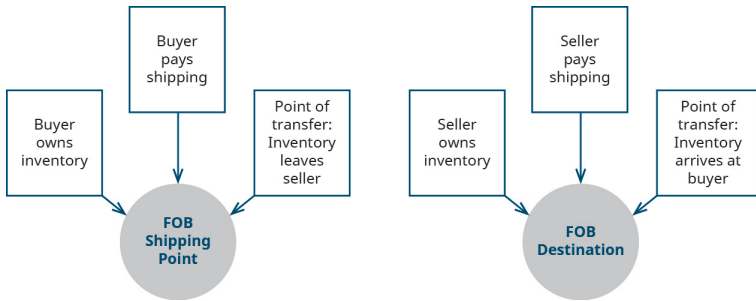 Buyer
pays
shipping
Buyer
owns
inventory
Point of
transfer:
Inventory
leaves
seller
FOB
Shipping
Point
Seller
pays
shipping
Seller
owns
inventory
Point of
transfer:
Inventory
arrives at
buyer
FOB
Destination